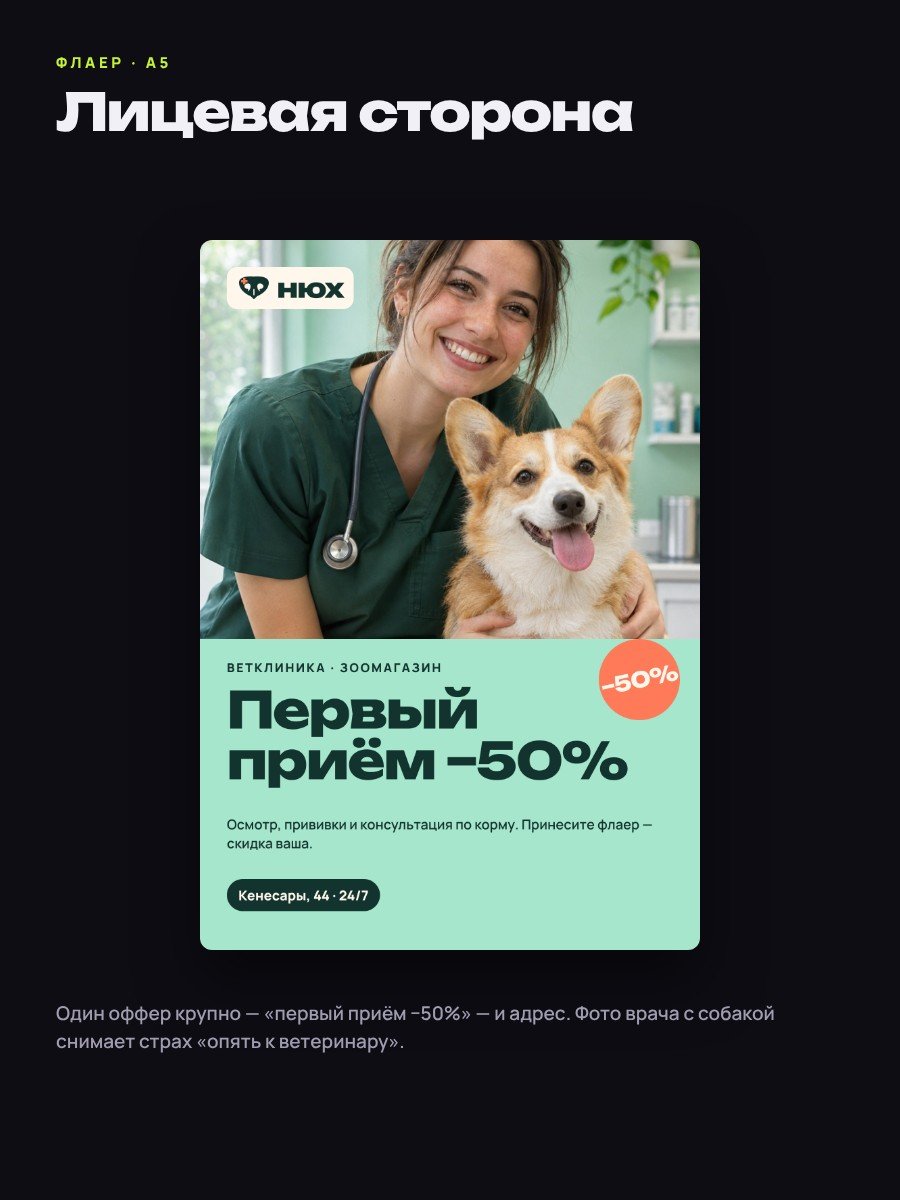 ФЛАЕР · А5
Лицевая сторона
НЮХ
ВЕТКЛИНИКА · ЗООМАГАЗИН
−50%
Первый
приём −50%
Осмотр, прививки и консультация по корму. Принесите флаер —
скидка ваша.
Кенесары, 44 · 24/7
Один оффер крупно — «первый приём −50%» — и адрес. Фото врача с собакой
снимает страх «опять к ветеринару».